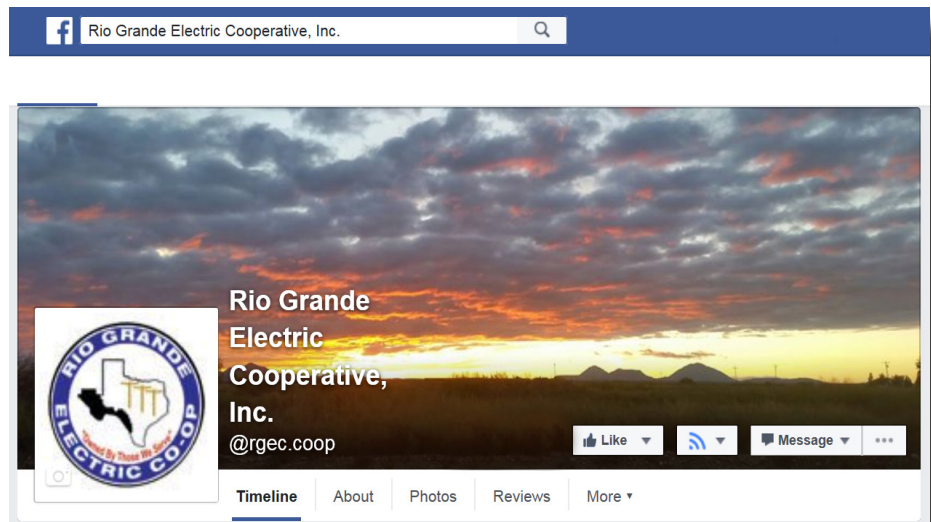 f
Rio Grande Electric Cooperative, Inc.
Rio Grande
Electric
Cooperative,
Inc.
@rgec.coop
RIO GRANDE
ELECTRIC CO-OP
"Owned By Those We Serve"
Like
Message
Timeline
About
Photos
Reviews
More